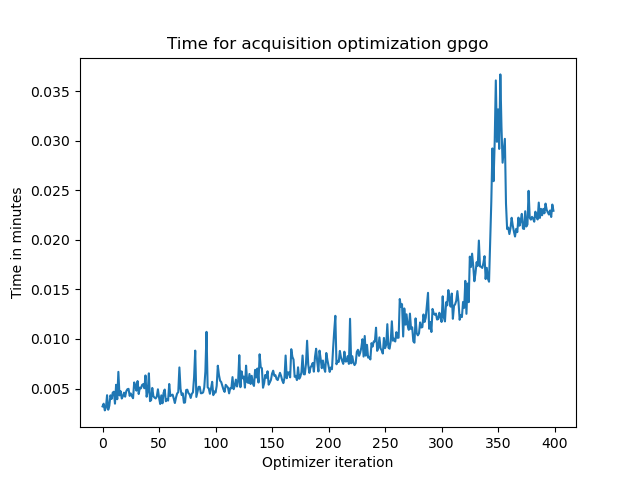 Time for acquisition optimization gpgo
0.035
0.030
0.025
0.020
0.015
0.010
0.005
Time in minutes
0 50 100 150 200 250 300 350 400
Optimizer iteration